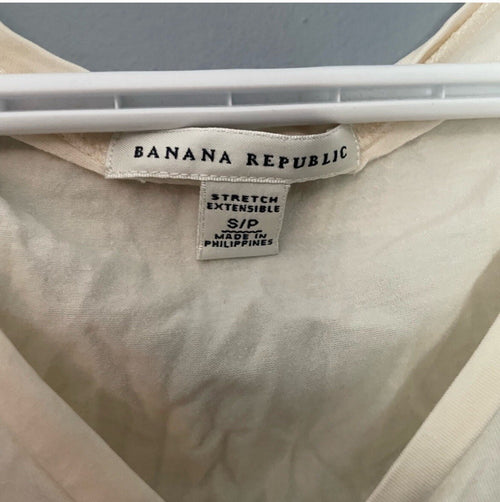 BANANA REPUBLIC
STRETCH
EXTENSIBLE
S/P
MADE IN
PHILIPPINES